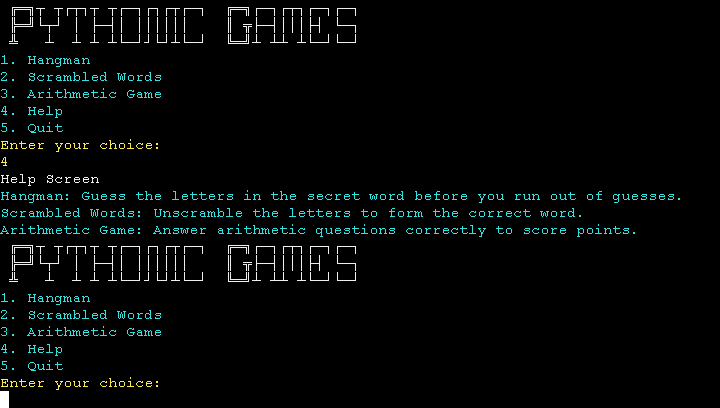 PYTHONIC GAMES
1. Hangman
2. Scrambled Words
3. Arithmetic Game
4. Help
5. Quit
Enter your choice:
4
Help Screen
Hangman: Guess the letters in the secret word before you run out of guesses.
Scrambled Words: Unscramble the letters to form the correct word.
Arithmetic Game: Answer arithmetic questions correctly to score points.
PYTHONIC GAMES
1. Hangman
2. Scrambled Words
3. Arithmetic Game
4. Help
5. Quit
Enter your choice: